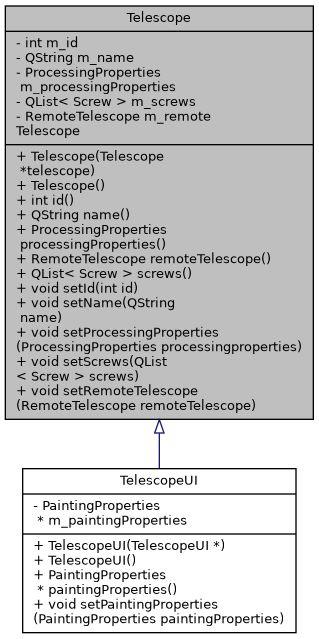 Telescope
- int m_id
- QString m_name
- ProcessingProperties
m_processingProperties
- QList< Screw > m_screws
- RemoteTelescope m_remote
Telescope
+ Telescope(Telescope
*telescope)
+ Telescope()
+ int id()
+ QString name()
+ ProcessingProperties
processingProperties()
+ RemoteTelescope remoteTelescope()
+ QList< Screw > screws()
+ void setId(int id)
+ void setName(QString
name)
+ void setProcessingProperties
(ProcessingProperties processingproperties)
+ void setScrews(QList
< Screw > screws)
+ void setRemoteTelescope
(RemoteTelescope remoteTelescope)
TelescopeUI
- PaintingProperties
* m_paintingProperties
+ TelescopeUI(TelescopeUI *)
+ TelescopeUI()
+ PaintingProperties
* paintingProperties()
+ void setPaintingProperties
(PaintingProperties paintingProperties)